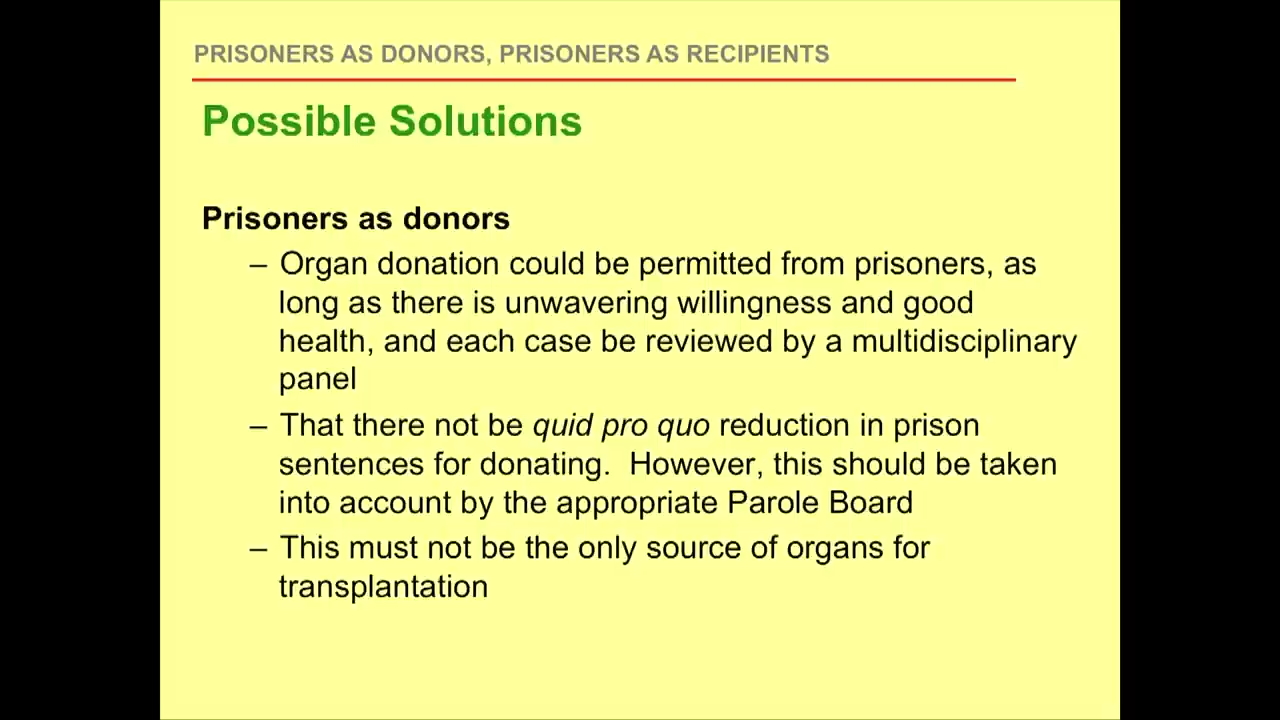 PRISONERS AS DONORS, PRISONERS AS RECIPIENTS
Possible Solutions
Prisoners as donors
– Organ donation could be permitted from prisoners, as
long as there is unwavering willingness and good
health, and each case be reviewed by a multidisciplinary
panel
– That there not be quid pro quo reduction in prison
sentences for donating.  However, this should be taken
into account by the appropriate Parole Board
– This must not be the only source of organs for
transplantation